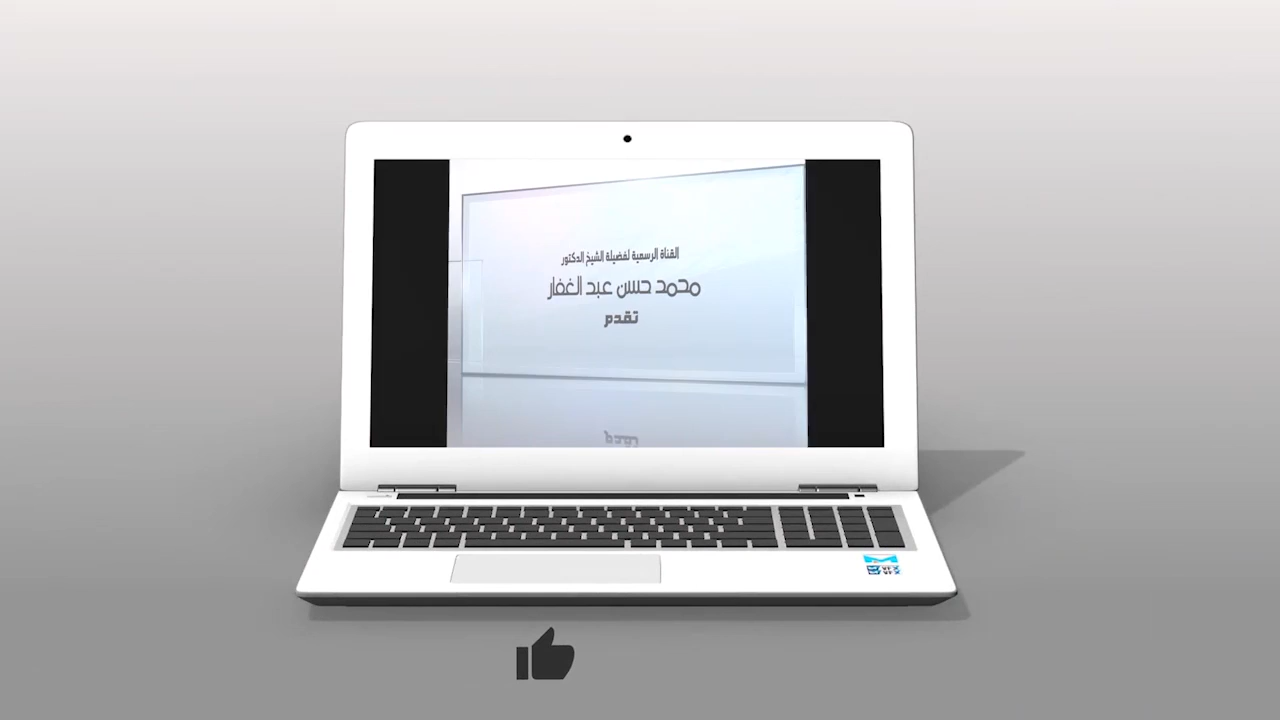 القناة الرسمية لفضيلة الشيخ الدكتور
محمد حسن عبد الغفار
تقدم